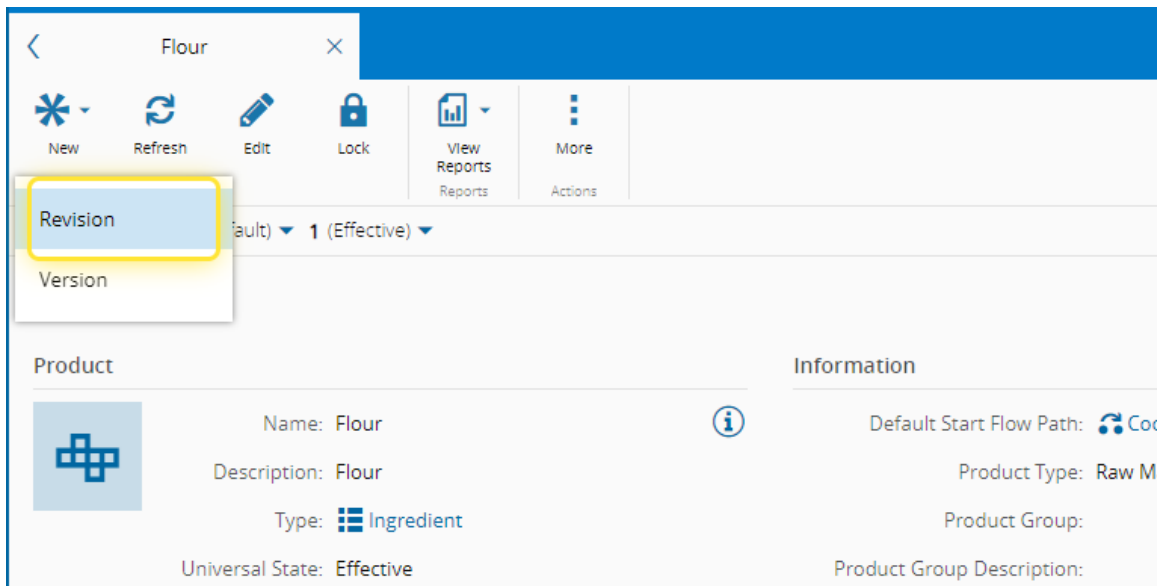 Flour
New
Refresh
Edit
Lock
View
Reports
More
Reports
Actions
Revision
1 (Effective)
Version
Product
Information
Name: Flour
Default Start Flow Path:
Description: Flour
Product Type: Raw
Type: Ingredient
Product Group:
Universal State: Effective
Product Group Description: